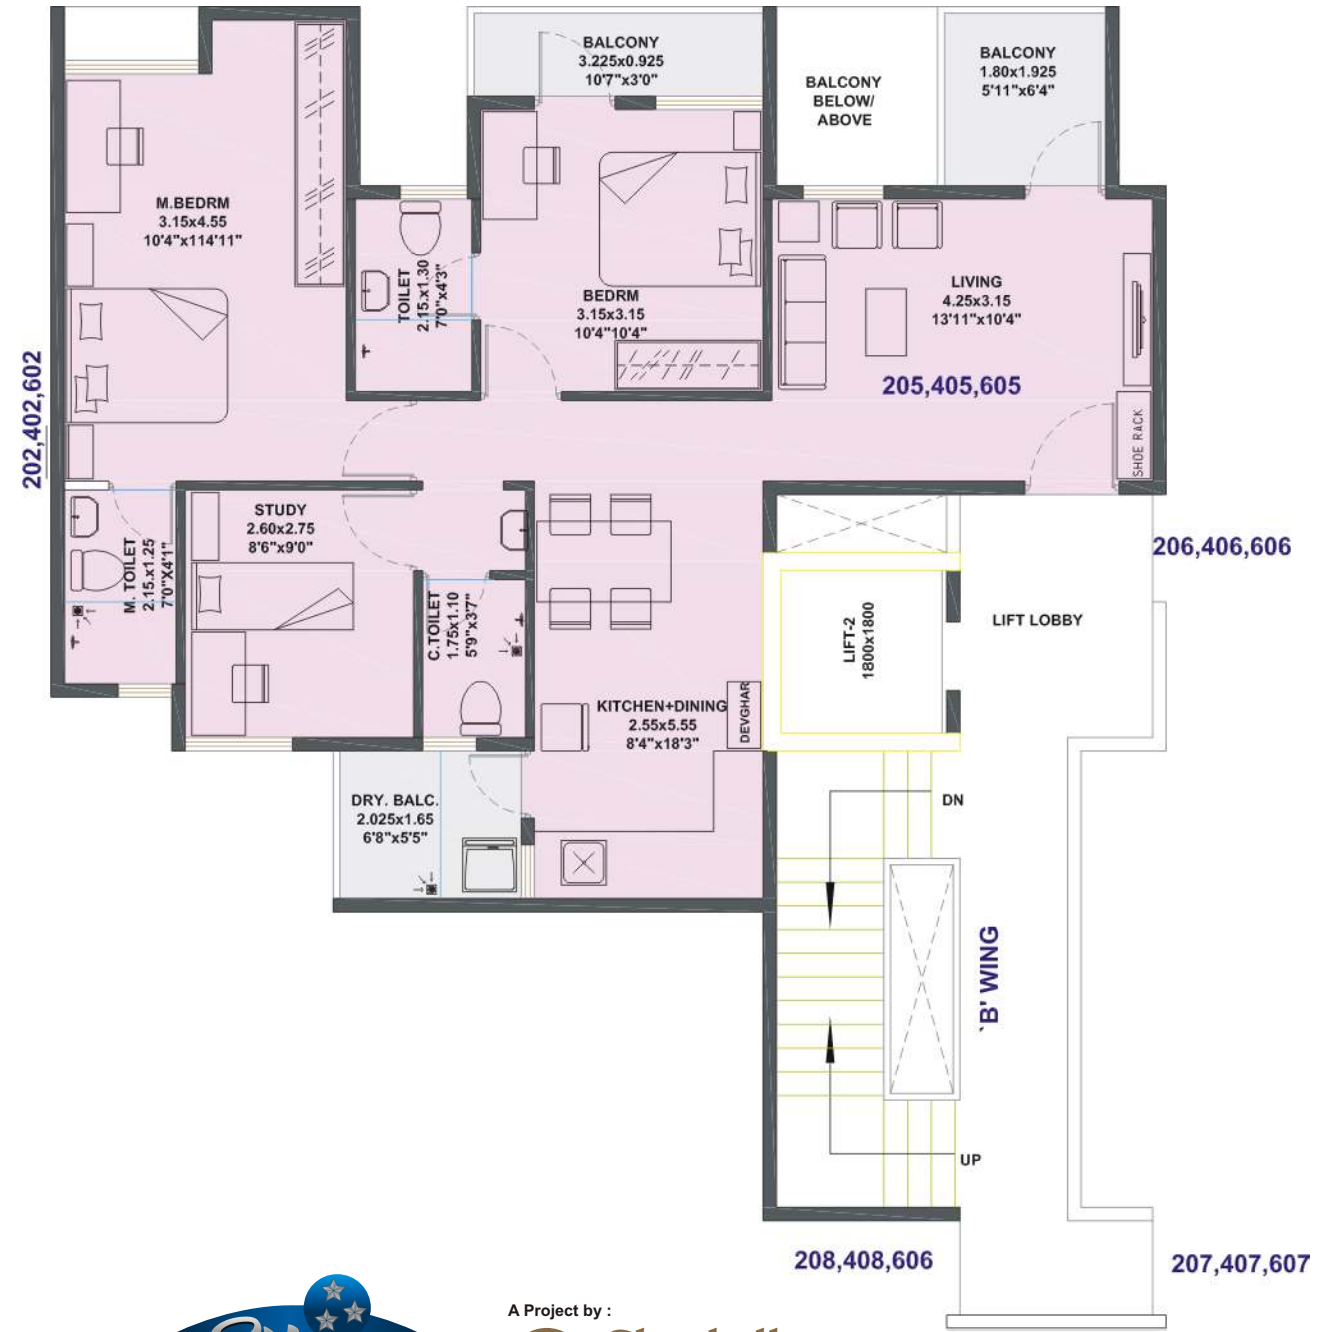 BALCONY
3.225x0.925
10'7"x3'0"
BALCONY
BELOW/
ABOVE
BALCONY
1.80x1.925
5'11"x6'4"
M.BEDRM
3.15x4.55
10'4"x114'11"
TOILET
2.15.x1.30
7'0"x4'3"
BEDRM
3.15x3.15
10'4"10'4"
LIVING
4.25x3.15
13'11"x10'4"
205,405,605
202,402,602
SHOE RACK
STUDY
2.60x2.75
8'6"x9'0"
M. TOILET
2.15.x1.25
7'0"X4'1"
C.TOILET
1.75x1.10
5'9"x3'7"
206,406,606
LIFT-2
1800x1800
LIFT LOBBY
KITCHEN+DINING
2.55x5.55
8'4"x18'3"
DEVGHAR
DRY. BALC.
2.025x1.65
6'8"x5'5"
DN
`B' WING
UP
208,408,606
207,407,607
A Project by :